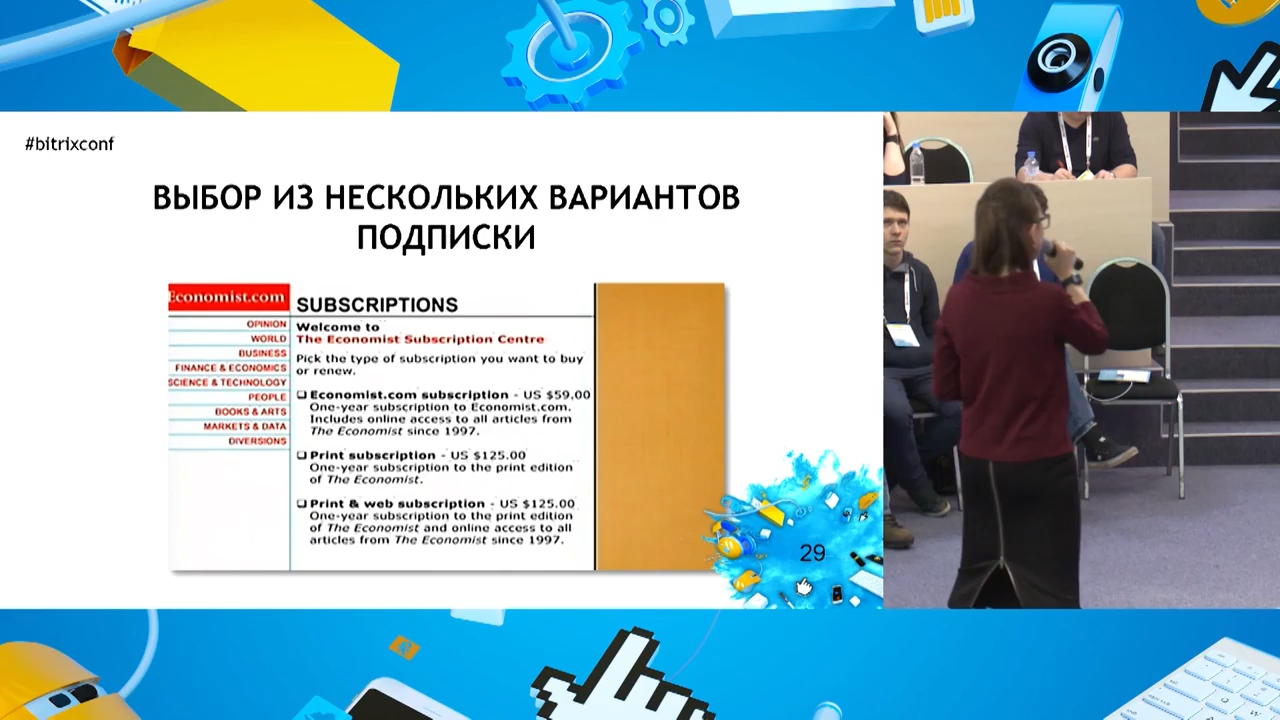 #bitrixconf
ВЫБОР ИЗ НЕСКОЛЬКИХ ВАРИАНТОВ
ПОДПИСКИ
Economist.com
SUBSCRIPTIONS
OPINION
WORLD
BUSINESS
FINANCE & ECONOMICS
SCIENCE & TECHNOLOGY
PEOPLE
BOOKS & ARTS
MARKETS & DATA
DIVERSIONS
Welcome to
The Economist Subscription Centre
Pick the type of subscription you want to buy
or renew.
Economist.com subscription - US $59.00
One-year subscription to Economist.com.
Includes online access to all articles from
The Economist since 1997.
Print subscription - US $125.00
One-year subscription to the print edition
of The Economist.
Print & web subscription - US $125.00
One-year subscription to the print edition
of The Economist and online access to all
articles from The Economist since 1997.
29